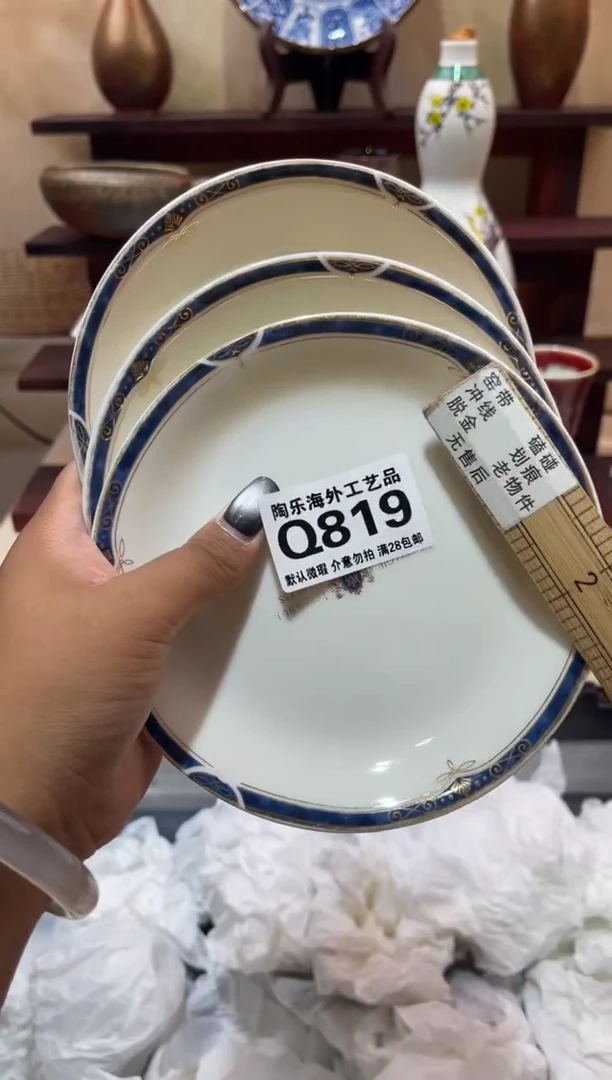 陶乐海外工艺品
Q819
默认微瑕 介意勿拍 满28包邮
窑带 磕碰
冲线 划痕
脱金 老物件
无售后
2